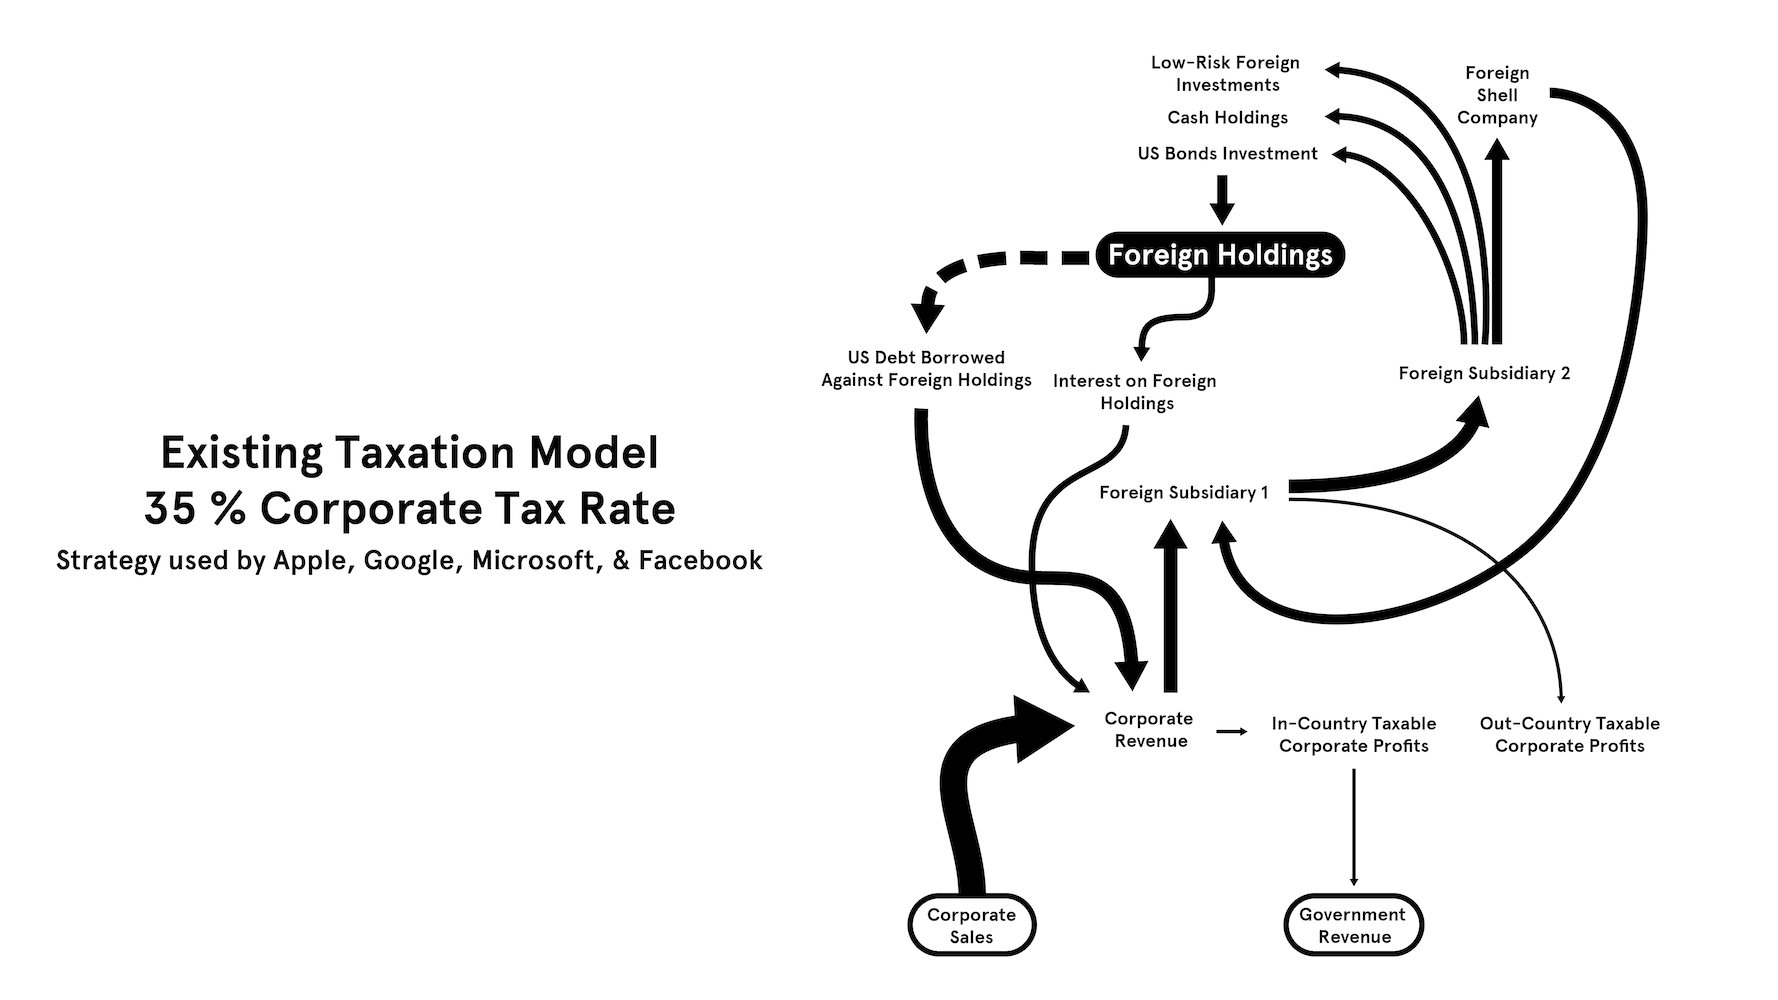 Existing Taxation Model
35 % Corporate Tax Rate
Strategy used by Apple, Google, Microsoft, & Facebook
Low-Risk Foreign
Investments
Cash Holdings
US Bonds Investment
Foreign
Shell
Company
Foreign Holdings
US Debt Borrowed
Against Foreign Holdings
Interest on Foreign
Holdings
Foreign Subsidiary 2
Foreign Subsidiary 1
Corporate
Revenue
In-Country Taxable
Corporate Profits
Out-Country Taxable
Corporate Profits
Corporate
Sales
Government
Revenue